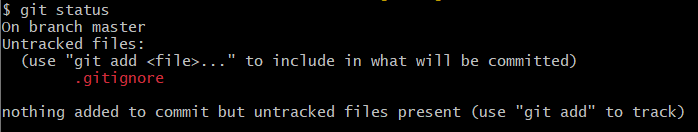 $ git status
On branch master
Untracked files:
  (use "git add <file>..." to include in what will be committed)
        .gitignore

nothing added to commit but untracked files present (use "git add" to track)